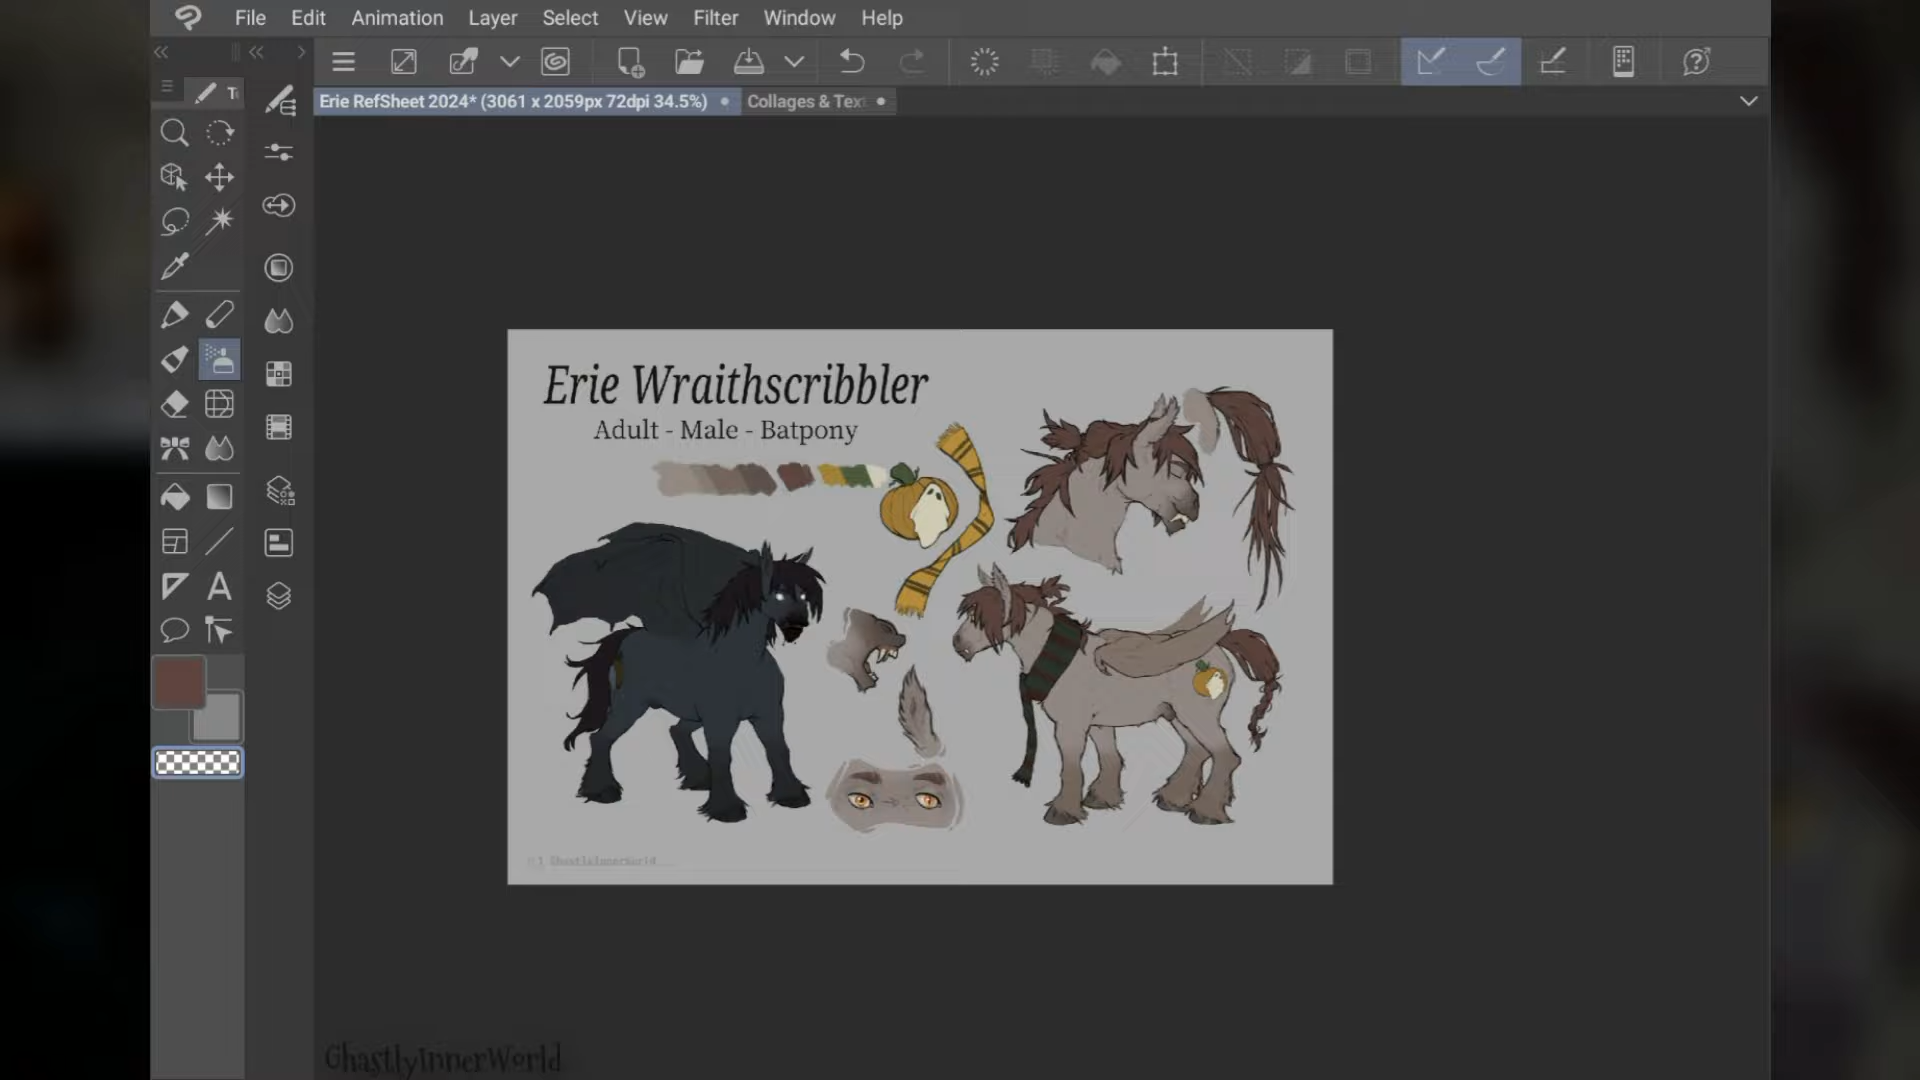 File Edit Animation Layer Select View Filter Window Help
T
Erie RefSheet 2024* (3061 x 2059px 72dpi 34.5%) Collages & Tex
Erie Wraithscribbler
Adult - Male - Batpony
A
GhastlyInnerWorld
GhastlyInnerWorld